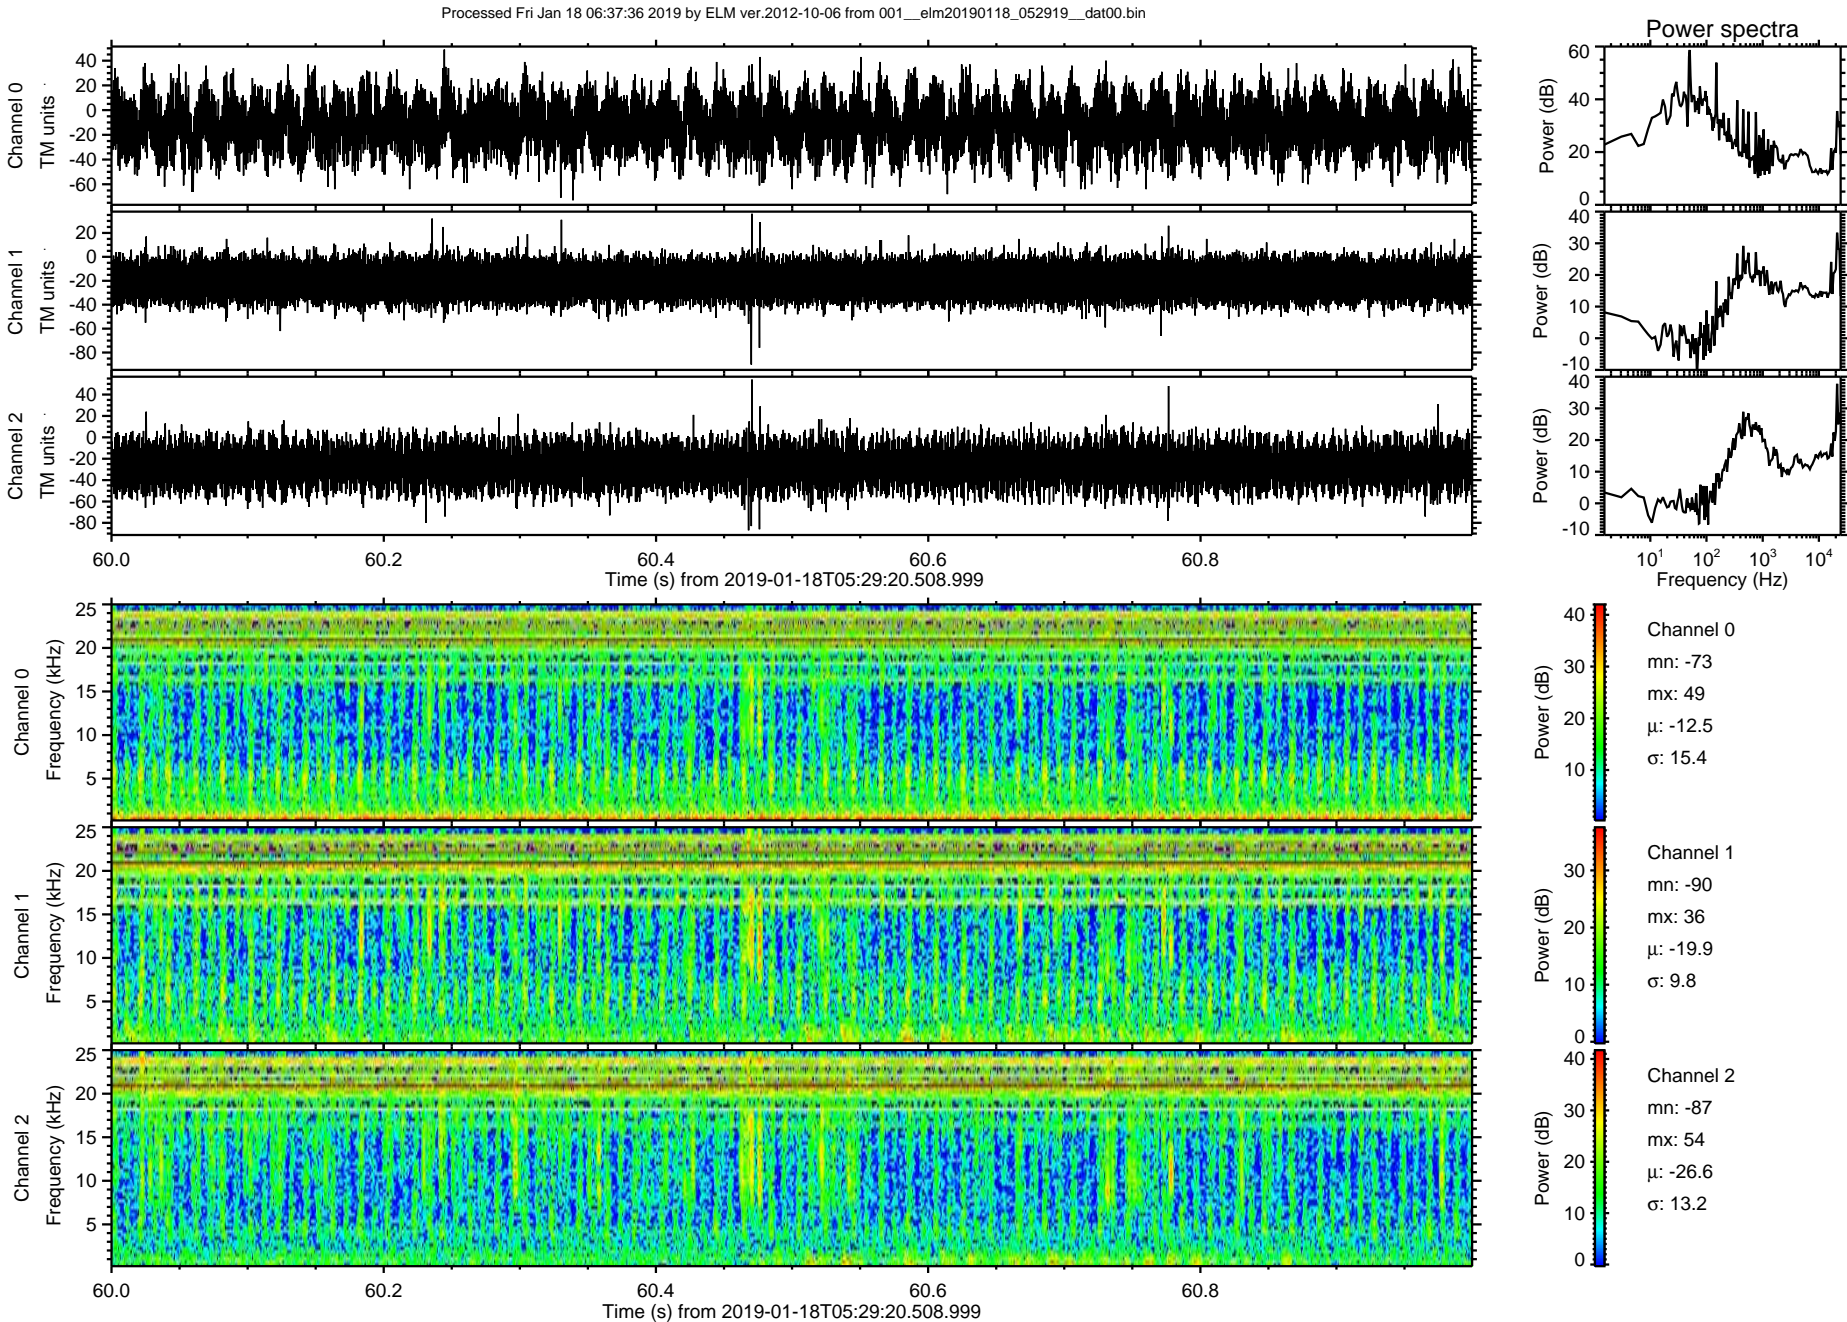 Processed Fri Jan 18 06:37:36 2019 by ELM ver.2012-10-06 from 001__elm20190118_052919__dat00.bin
Power spectra
Channel 0
TM units
40
20
0
-20
-40
-60
Power (dB)
60
40
20
0
Channel 1
TM units
20
0
-20
-40
-60
-80
Power (dB)
40
30
20
10
0
-10
Channel 2
TM units
40
20
0
-20
-40
-60
-80
Power (dB)
40
30
20
10
0
-10
60.0 60.2 60.4 60.6 60.8
Time (s) from 2019-01-18T05:29:20.508.999
10^1 10^2 10^3 10^4
Frequency (Hz)
Channel 0
Frequency (kHz)
25
20
15
10
5
Power (dB)
40
30
20
10
Channel 0
mn: -73
mx: 49
μ: -12.5
σ: 15.4
Channel 1
Frequency (kHz)
25
20
15
10
5
Power (dB)
30
20
10
0
Channel 1
mn: -90
mx: 36
μ: -19.9
σ: 9.8
Channel 2
Frequency (kHz)
25
20
15
10
5
Power (dB)
40
30
20
10
0
Channel 2
mn: -87
mx: 54
μ: -26.6
σ: 13.2
60.0 60.2 60.4 60.6 60.8
Time (s) from 2019-01-18T05:29:20.508.999